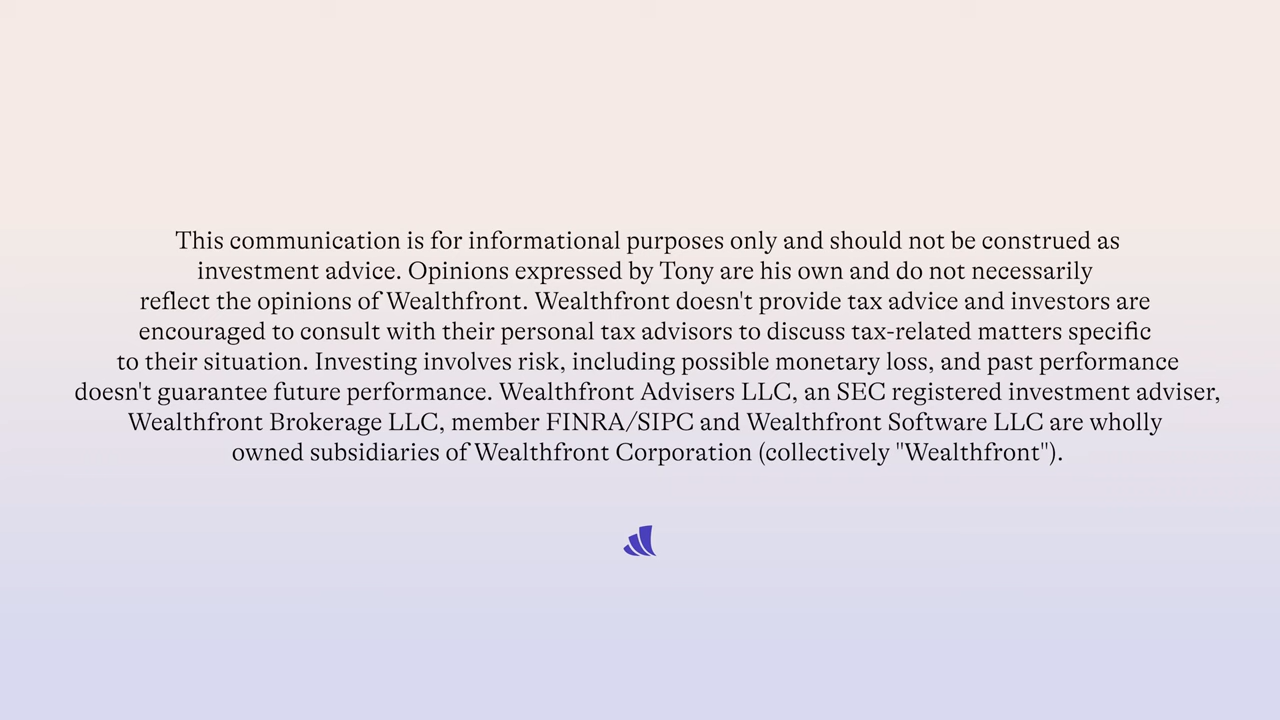 This communication is for informational purposes only and should not be construed as
investment advice. Opinions expressed by Tony are his own and do not necessarily
reflect the opinions of Wealthfront. Wealthfront doesn't provide tax advice and investors are
encouraged to consult with their personal tax advisors to discuss tax-related matters specific
to their situation. Investing involves risk, including possible monetary loss, and past performance
doesn't guarantee future performance. Wealthfront Advisers LLC, an SEC registered investment adviser,
Wealthfront Brokerage LLC, member FINRA/SIPC and Wealthfront Software LLC are wholly
owned subsidiaries of Wealthfront Corporation (collectively "Wealthfront").